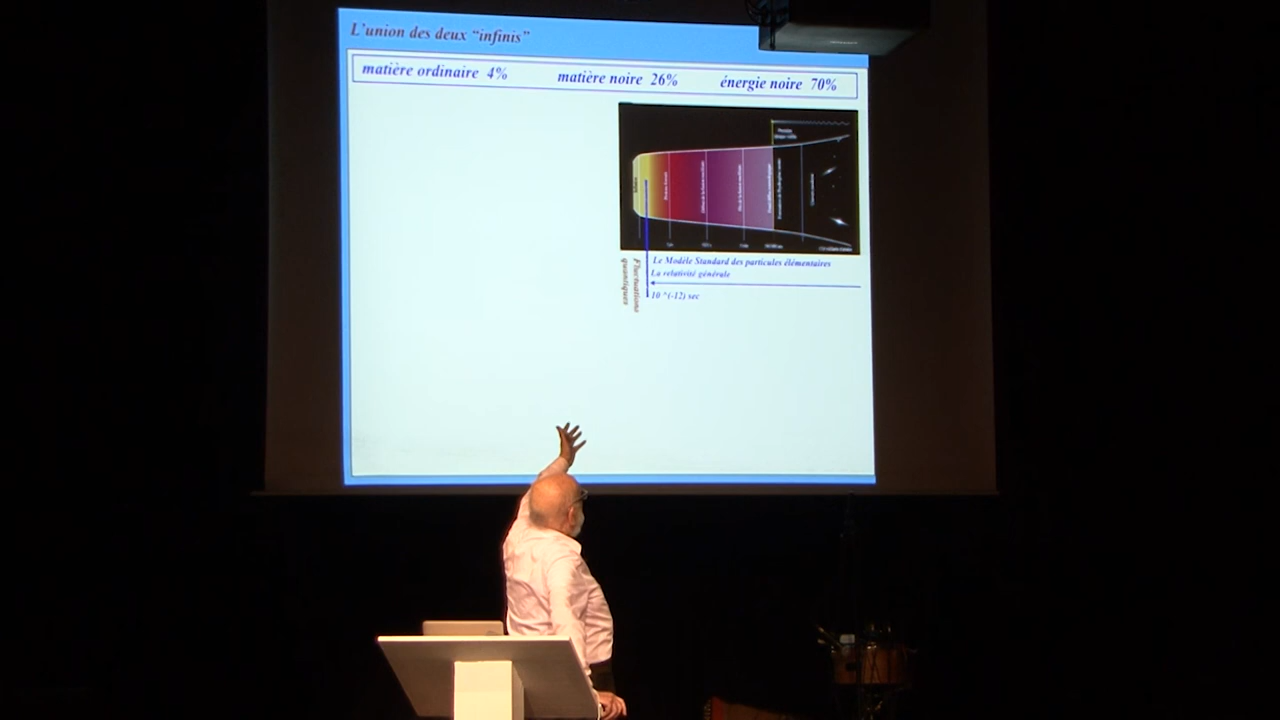 L'union des deux "infinis"
matière ordinaire 4% matière noire 26% énergie noire 70%
Le Modèle Standard des particules élémentaires
La relativité générale
10^(-12) sec
Fluctuations
quantiques